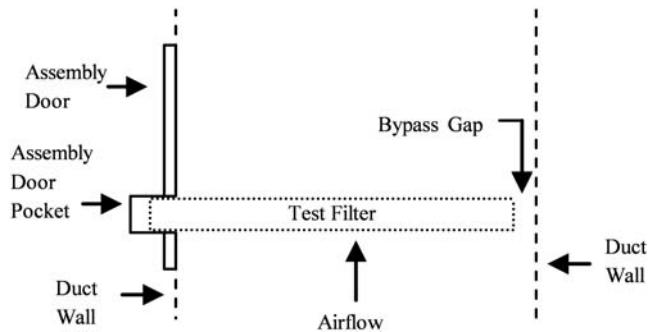 Assembly
Door
Bypass Gap
Assembly
Door
Pocket
Test Filter
Duct
Wall
Duct
Wall
Airflow